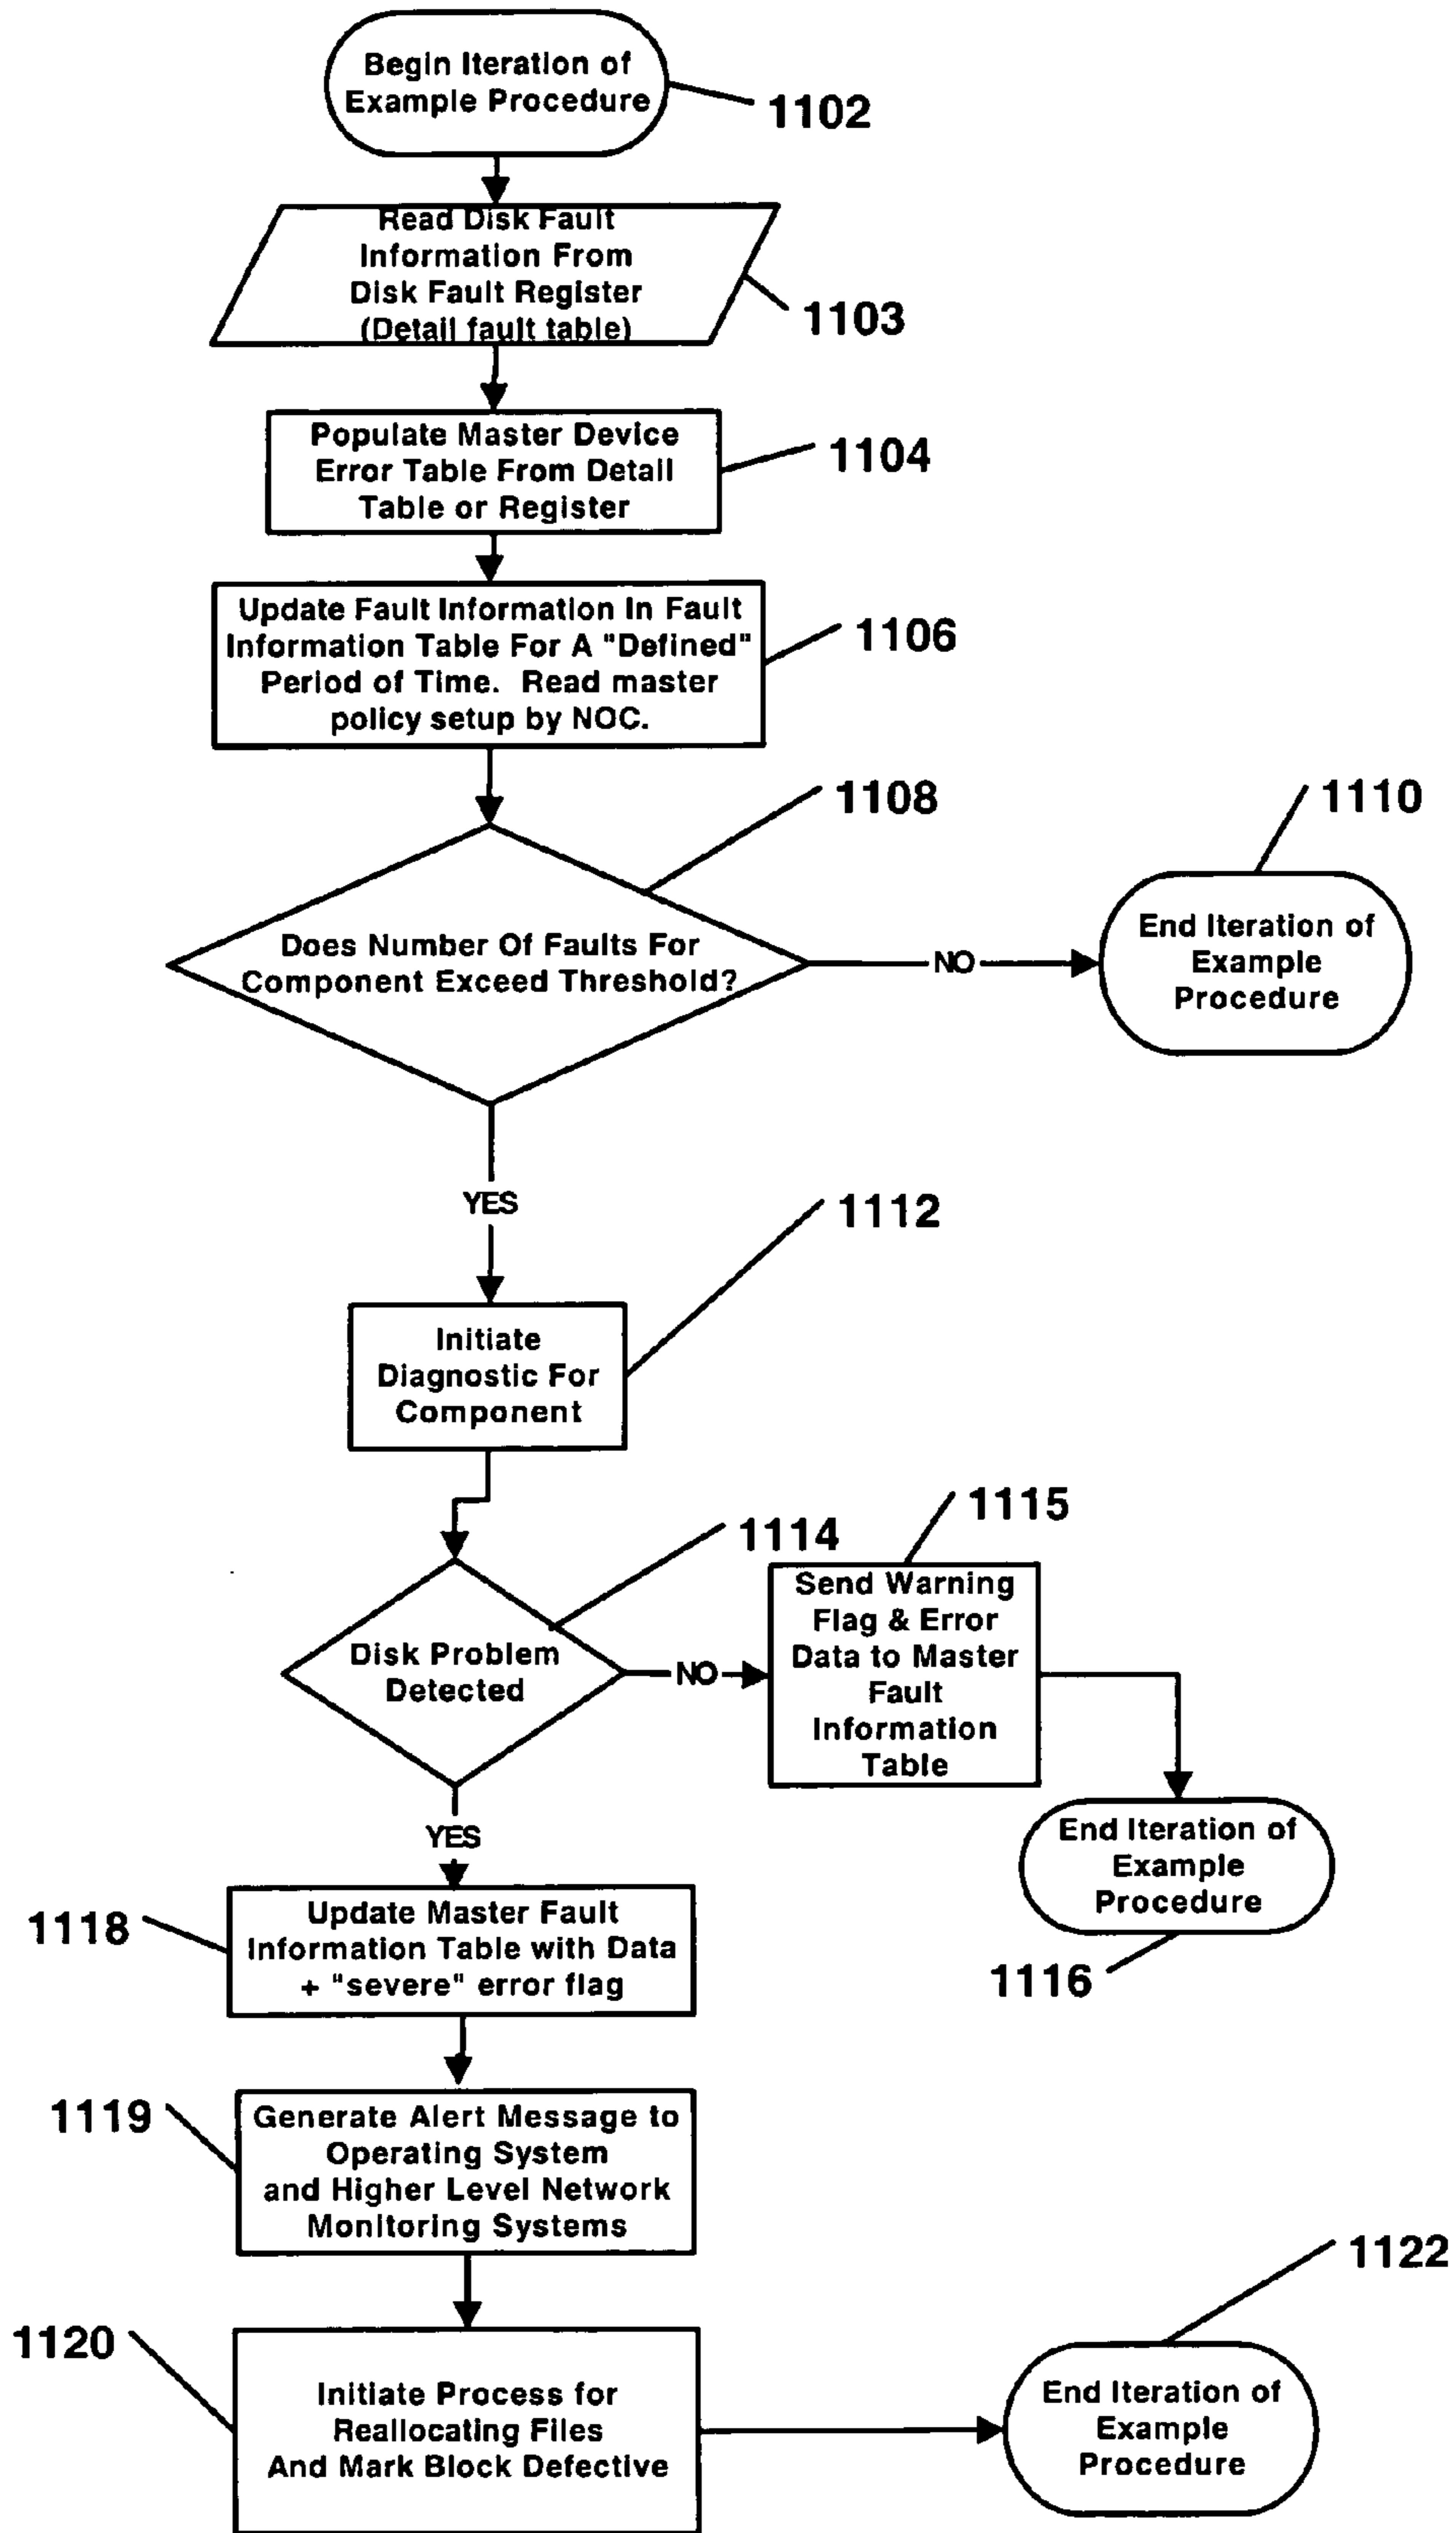 Begin Iteration of
Example Procedure
1102
Read Disk Fault
Information From
Disk Fault Register
(Detail fault table)
1103
Populate Master Device
Error Table From Detail
Table or Register
1104
Update Fault Information In Fault
Information Table For A "Defined"
Period of Time. Read master
policy setup by NOC.
1106
1108
Does Number Of Faults For
Component Exceed Threshold?
NO
1110
End Iteration of
Example
Procedure
YES
1112
Initiate
Diagnostic For
Component
1114
Disk Problem
Detected
NO
1115
Send Warning
Flag & Error
Data to Master
Fault
Information
Table
End Iteration of
Example
Procedure
1116
YES
1118
Update Master Fault
Information Table with Data
+ "severe" error flag
1119
Generate Alert Message to
Operating System
and Higher Level Network
Monitoring Systems
1120
Initiate Process for
Reallocating Files
And Mark Block Defective
1122
End Iteration of
Example
Procedure